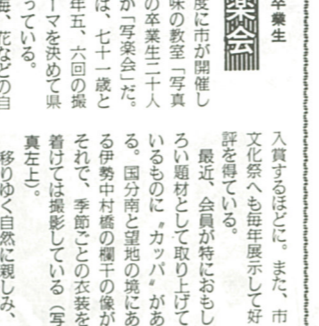 卒業生
楽会
度に市が開催し
味の教室「写真
の卒業生二十人
が「写楽会」だ。
は、七十一歳と
年五、六回の撮
ーマを決めて県
っている。
海、花などの自
入賞するほどに。また、市
文化祭へも毎年展示して好
評を得ている。
最近、会員が特におもし
ろい題材として取り上げて
いるものに〝カッパ〟があ
る。国分南と望地の境にあ
る伊勢中村橋の欄干の像が
それで、季節ごとの衣装を
着けては撮影している（写
真左上）。
移りゆく自然に親しみ、